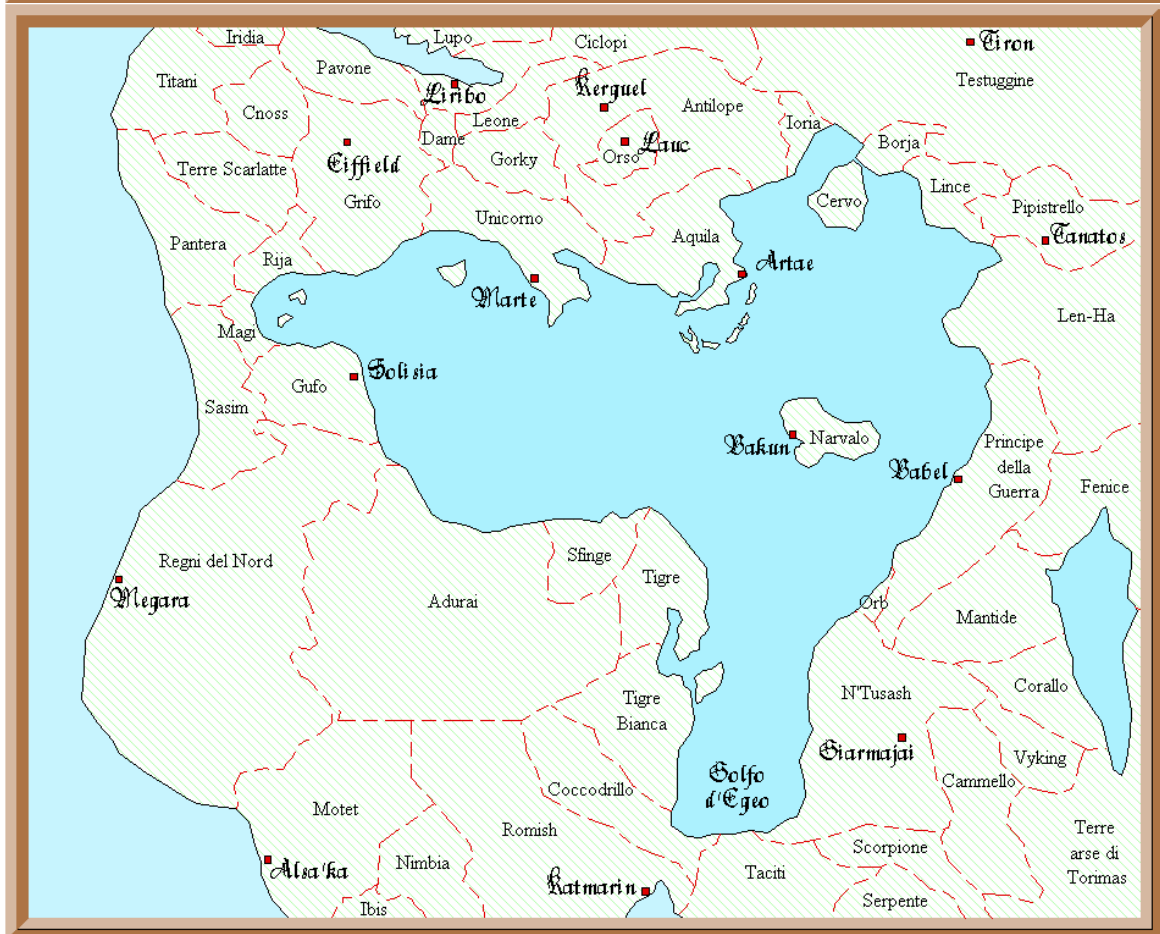 Iridia
Lupo
Ciclopi
Tiron
Titani
Pavone
Testuggine
Liribo
Kerguel
Antilope
Cnoss
Leone
Ioria
Dame
Lauc
Borja
Eiffield
Gorky
Orso
Terre Scarlatte
Lince
Grifo
Cervo
Pipistrello
Unicorno
Pantera
Aquila
Tanatos
Rija
Artae
Marte
Len-Ha
Magi
Solisia
Gufo
Sasim
Bakun
Narvalo
Principe
della
Guerra
Babel
Fenice
Regni del Nord
Sfinge
Tigre
Megara
Adurai
Orb
Mantide
Tigre
Bianca
N'Tusash
Corallo
Siarmajai
Vyking
Golfo
d'Egeo
Cammello
Coccodrillo
Motet
Romish
Terre
arse di
Torimas
Scorpione
Nimbia
Alsa'ka
Taciti
Katmarin
Serpente
Ibis